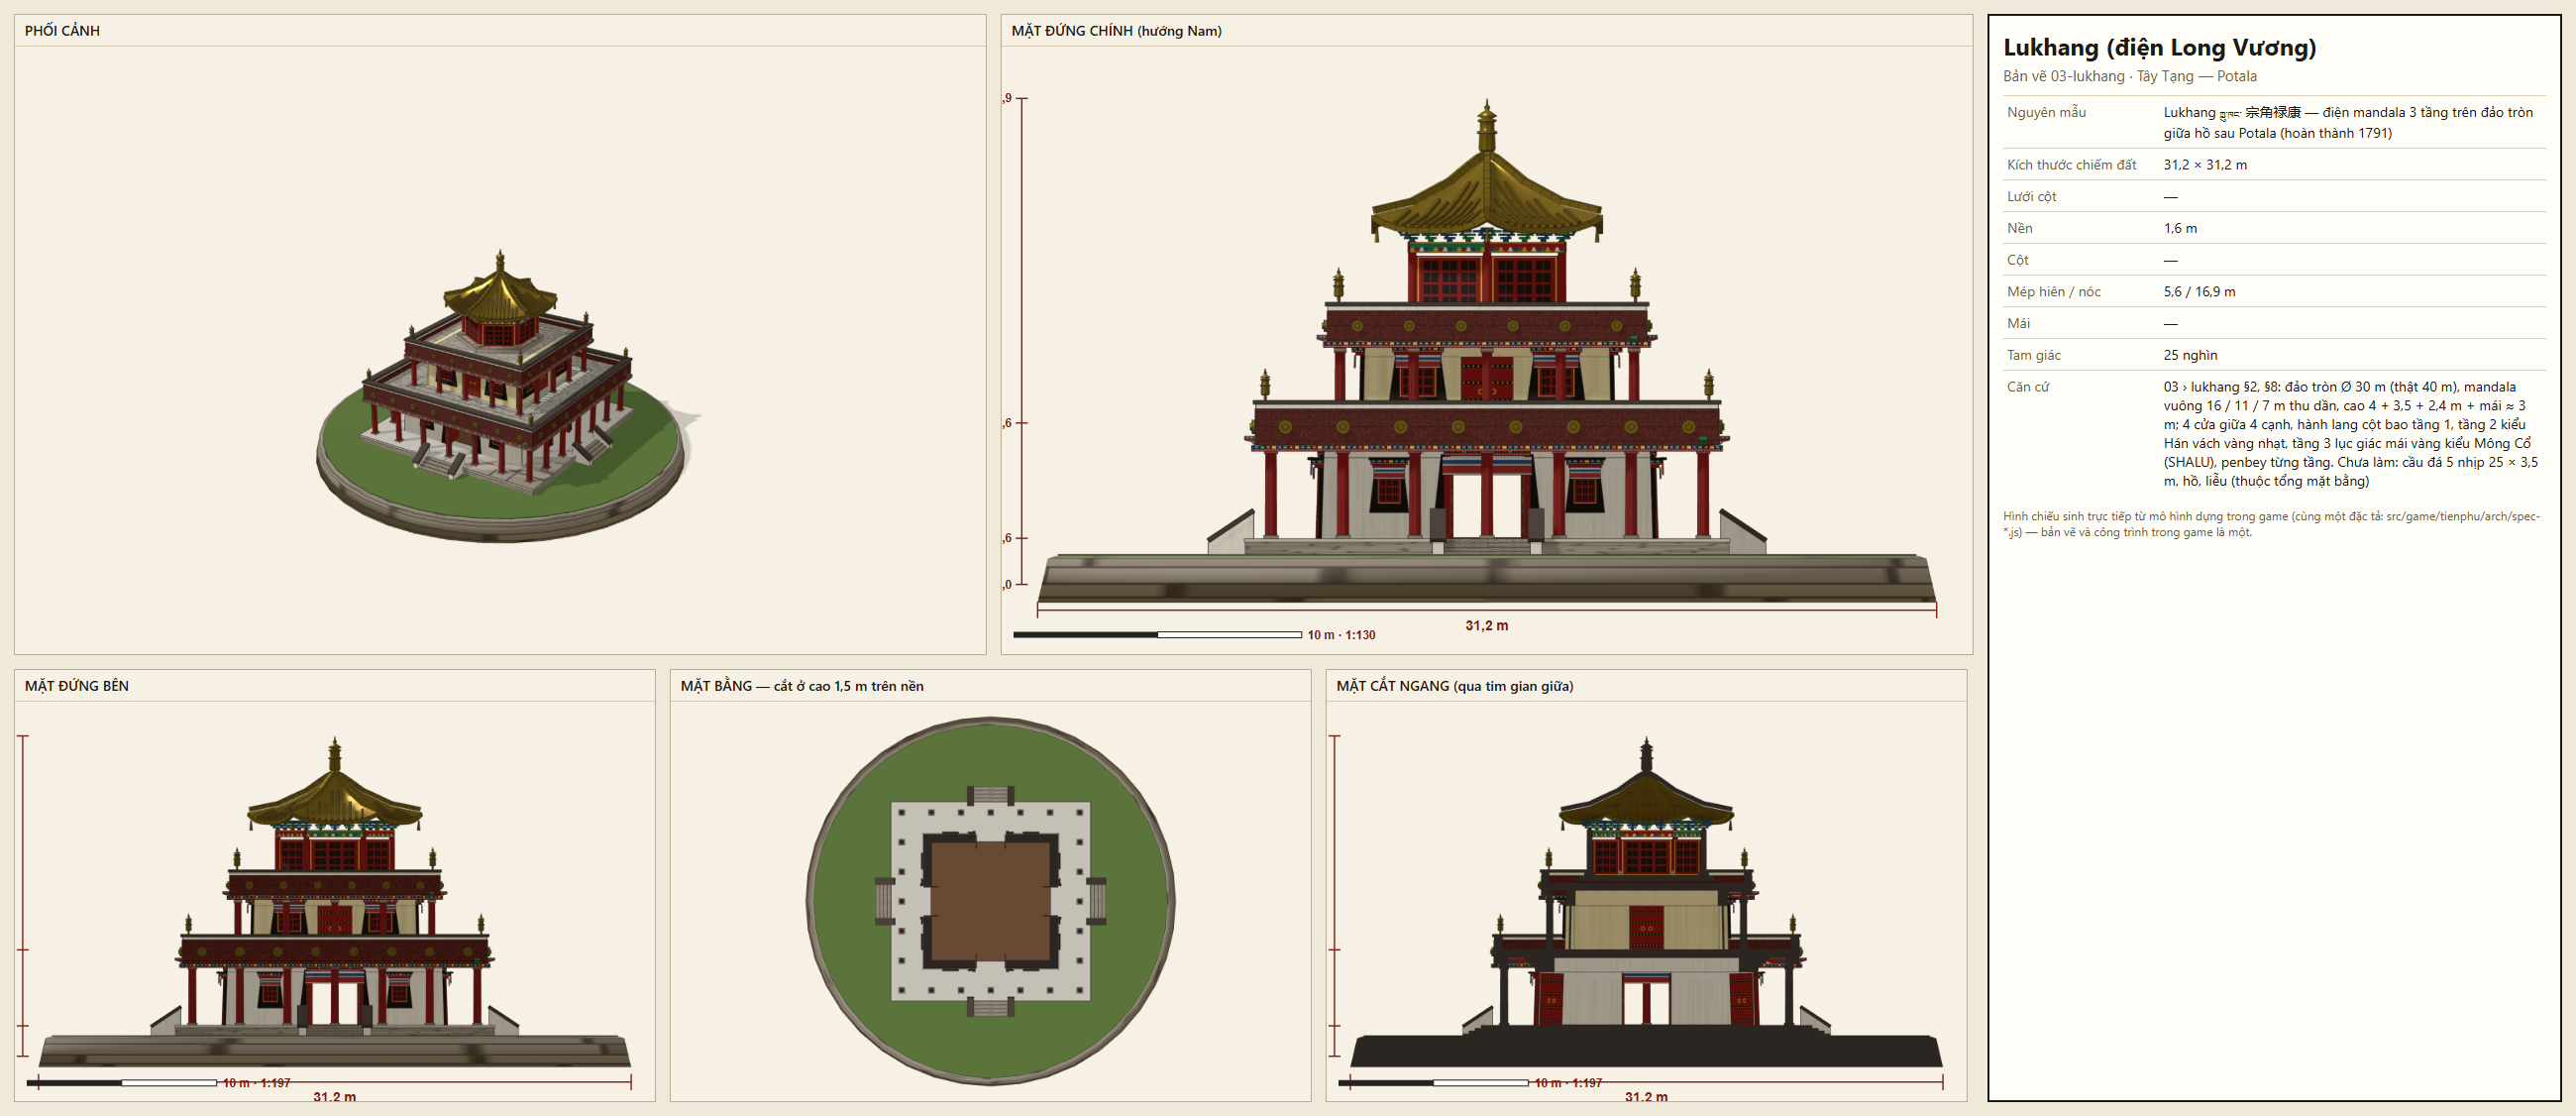 PHỐI CẢNH
MẶT ĐỨNG CHÍNH (hướng Nam)
,9
,6
,6
,0
31,2 m
10 m · 1:130
MẶT ĐỨNG BÊN
10 m · 1:197
31,2 m
MẶT BẰNG — cắt ở cao 1,5 m trên nền
MẶT CẮT NGANG (qua tim gian giữa)
10 m · 1:197
31,2 m
Lukhang (điện Long Vương)
Bản vẽ 03-lukhang · Tây Tạng — Potala
Nguyên mẫu
Lukhang 宗角禄康 — điện mandala 3 tầng trên đảo tròn
giữa hồ sau Potala (hoàn thành 1791)
Kích thước chiếm đất
31,2 × 31,2 m
Lưới cột
—
Nền
1,6 m
Cột
—
Mép hiên / nóc
5,6 / 16,9 m
Mái
—
Tam giác
25 nghìn
Căn cứ
03 › lukhang §2, §8: đảo tròn Ø 30 m (thật 40 m), mandala
vuông 16 / 11 / 7 m thu dần, cao 4 + 3,5 + 2,4 m + mái ≈ 3
m; 4 cửa giữa 4 cạnh, hành lang cột bao tầng 1, tầng 2 kiểu
Hán vách vàng nhạt, tầng 3 lục giác mái vàng kiểu Mông Cổ
(SHALU), penbey từng tầng. Chưa làm: cầu đá 5 nhịp 25 × 3,5
m, hồ, liễu (thuộc tổng mặt bằng)
Hình chiếu sinh trực tiếp từ mô hình dựng trong game (cùng một đặc tả: src/game/tienphu/arch/spec-
*.js) — bản vẽ và công trình trong game là một.